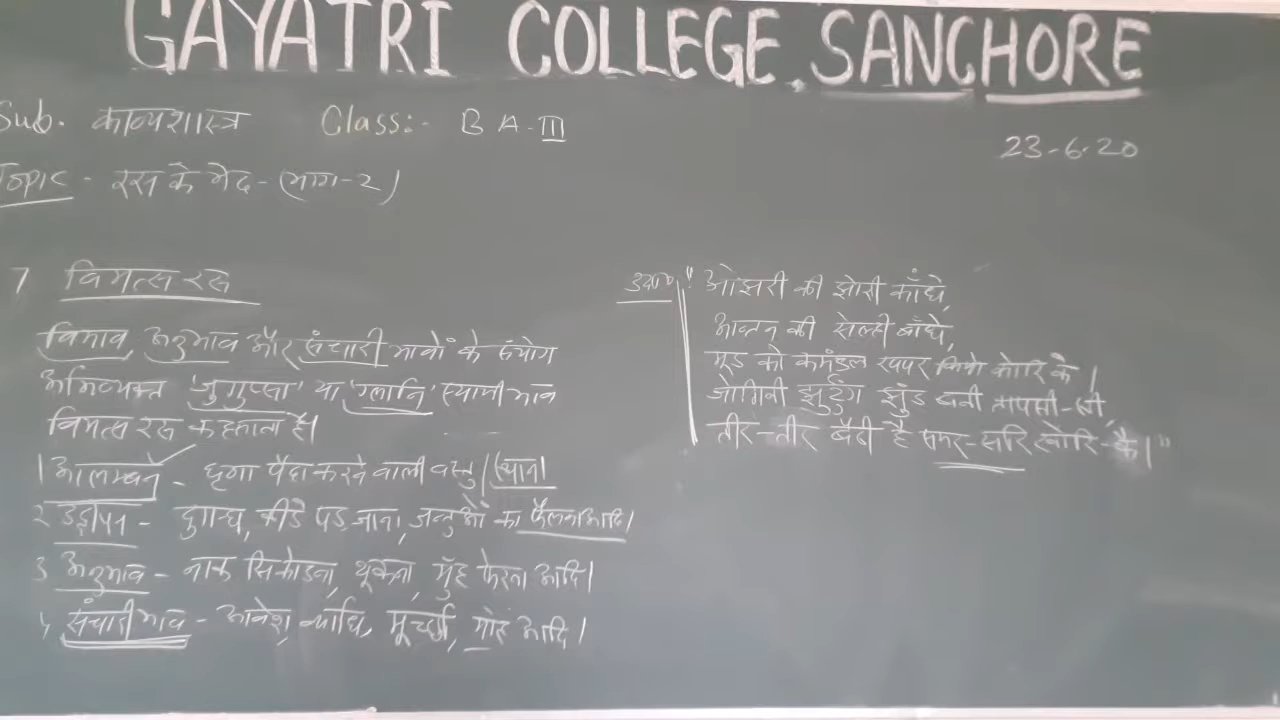 GAYATRI COLLEGE, SANCHORE
Sub. काव्यशास्त्र Class:- B A - III
23-6-20
Topic - रस के भेद - (भाग-2)
7 विभत्स रस
विभाव, अनुभाव और संचारी भावों के संयोग
अभिव्यक्त 'जुगुप्सा' या 'ग्लानि' स्थायी भाव
विभत्स रस कहलाता है।
1 आलम्बन - घृणा पैदा करने वाली वस्तु/स्थान।
2 उद्दीपन - दुर्गन्ध, कीडे पड जाना, जन्तुओं का फैलना आदि।
3 अनुभाव - नाक सिकोडना, थूकना, मुँह फेरना आदि।
4 संचारी भाव - आवेश, व्याधि, मूर्च्छा, मोह आदि।
उदा० "ओझरी की झोरी काँधे,
आन्तन की सेल्ही बाँधे,
मूड को कमंडल खपर किये कोरि के।
जोगिनी झुटुंग झुंड बनी तापसी-सी,
तीर-तीर बैठी है समर-सरि खोरि-कै।"